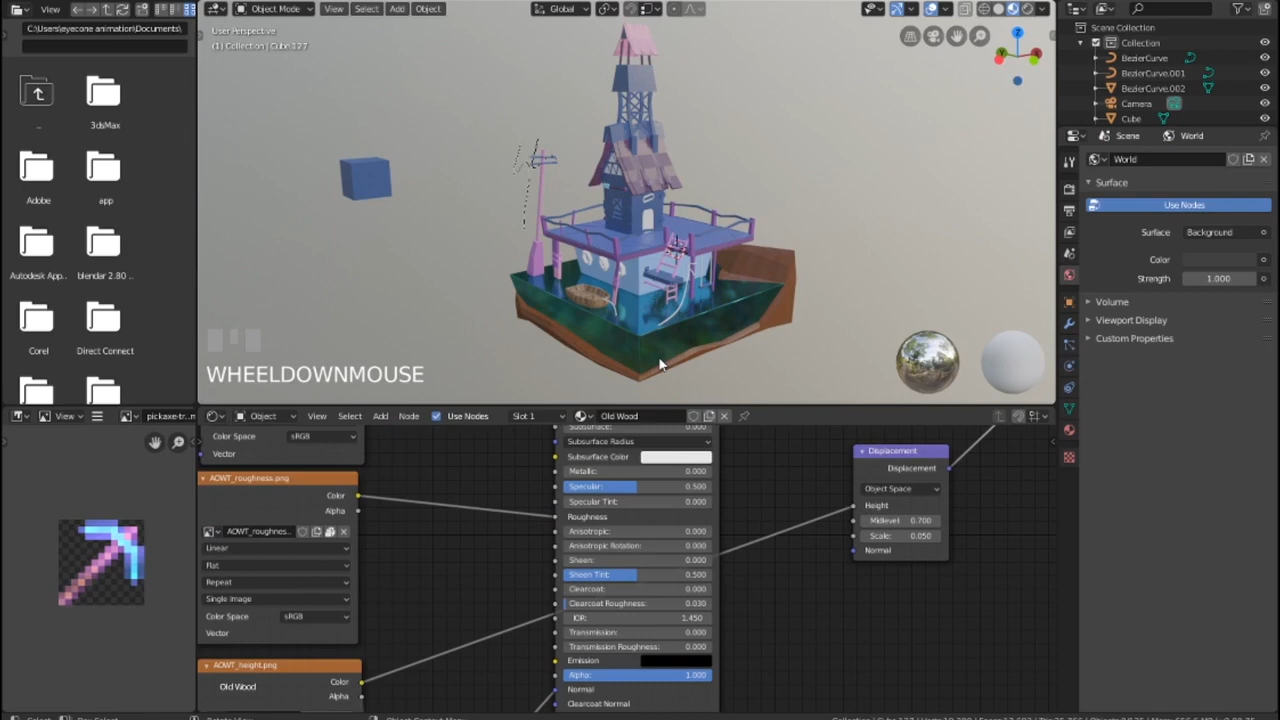 View
Object Mode
View
Select
Add
Object
Global
C:\Users\eyecone animation\Documents\
User Perspective
(1) Collection | Cube.127
..
3dsMax
Adobe
app
Autodesk App..
blendar 2.80 ..
Corel
Direct Connect
WHEELDOWNMOUSE
Scene Collection
Collection
BezierCurve
BezierCurve.001
BezierCurve.002
Camera
Cube
Scene
World
World
Surface
Use Nodes
Surface
Background
Color
Strength
1.000
Volume
Viewport Display
Custom Properties
View
pickaxe-tr...
Object
View
Select
Add
Node
Use Nodes
Slot 1
Old Wood
Color Space
sRGB
Vector
AOWT_roughness.png
Color
Alpha
AOWT_roughnes..
Linear
Flat
Repeat
Single Image
Color Space
sRGB
Vector
AOWT_height.png
Color
Old Wood
Alpha
Subsurface: 0.000
Subsurface Radius
Subsurface Color
Metallic: 0.000
Specular: 0.500
Specular Tint: 0.000
Roughness
Anisotropic: 0.000
Anisotropic Rotation: 0.000
Sheen: 0.000
Sheen Tint: 0.500
Clearcoat: 0.000
Clearcoat Roughness: 0.030
IOR: 1.450
Transmission: 0.000
Transmission Roughness: 0.000
Emission
Alpha: 1.000
Normal
Clearcoat Normal
Displacement
Displacement
Object Space
Height
Midlevel: 0.700
Scale: 0.050
Normal